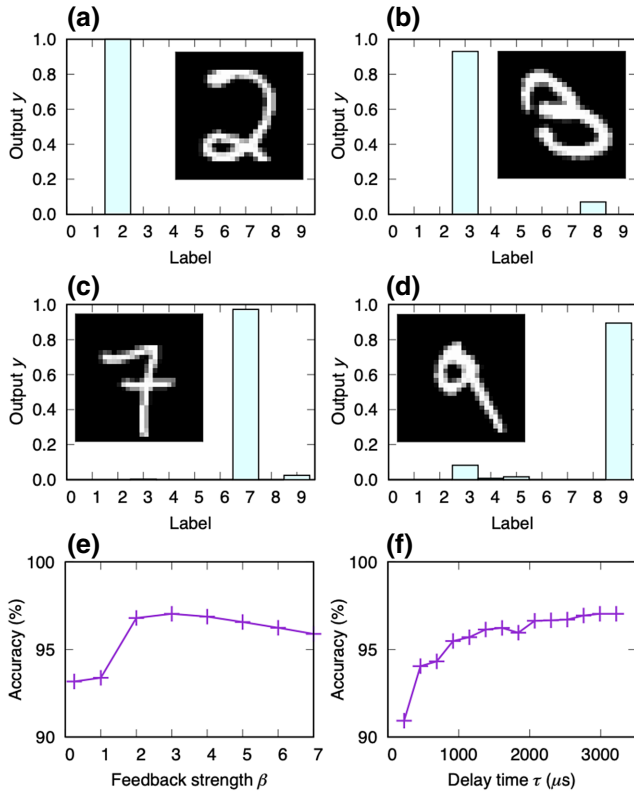 (a)
1.0
0.8
0.6
0.4
0.2
0.0
Output y
0 1 2 3 4 5 6 7 8 9
Label
2
(b)
1.0
0.8
0.6
0.4
0.2
0.0
Output y
0 1 2 3 4 5 6 7 8 9
Label
3
(c)
1.0
0.8
0.6
0.4
0.2
0.0
Output y
0 1 2 3 4 5 6 7 8 9
Label
7
(d)
1.0
0.8
0.6
0.4
0.2
0.0
Output y
0 1 2 3 4 5 6 7 8 9
Label
9
(e)
100
95
90
Accuracy (%)
0 1 2 3 4 5 6 7
Feedback strength β
(f)
100
95
90
Accuracy (%)
0 1000 2000 3000
Delay time τ (μs)